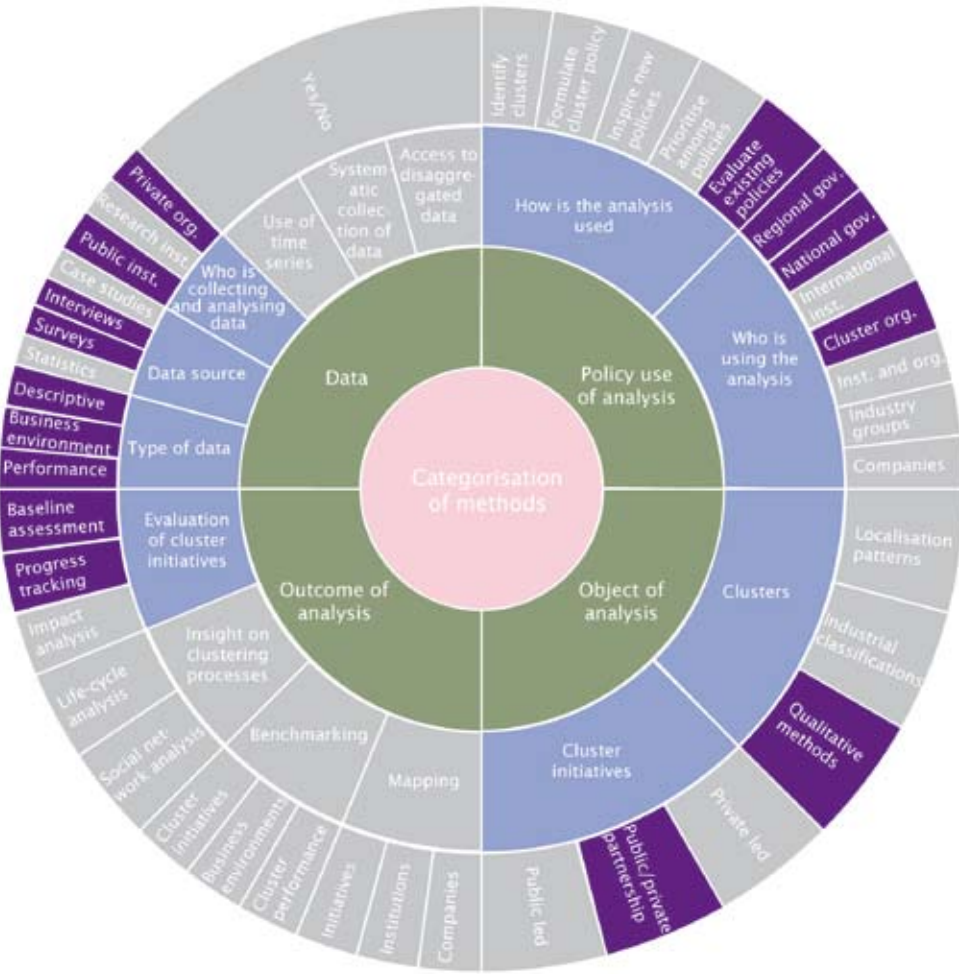 Categorisation
of methods
Policy use
of analysis
Object of
analysis
Outcome of
analysis
Data
How is the analysis
used
Who is
using the
analysis
Clusters
Cluster
initiatives
Mapping
Benchmarking
Insight on
clustering
processes
Evaluation
of cluster
initiatives
Type of data
Data source
Who is
collecting
and analysing
data
Use of
time
series
System
atic
collec-
tion of
data
Access to
disaggre-
gated
data
Identify
clusters
Formulate
cluster policy
Inspire new
policies
Prioritise
among
policies
Evaluate
existing
policies
Regional gov.
National gov.
International
inst.
Cluster org.
Inst. and org.
Industry
groups
Companies
Localisation
patterns
Industrial
classifications
Qualitative
methods
Private led
Public/private
partnership
Public led
Companies
Institutions
Initiatives
Cluster
performance
Business
environments
Cluster
initiatives
Social net-
work analysis
Life-cycle
analysis
Impact
analysis
Progress
tracking
Baseline
assessment
Performance
Business
environment
Descriptive
Statistics
Surveys
Interviews
Case studies
Public inst.
Research inst.
Private org.
Yes/No